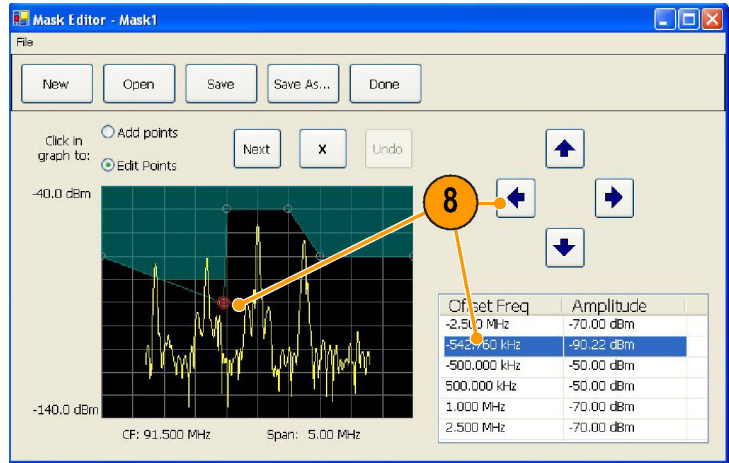 Mask Editor - Mask1
File
New Open Save Save As... Done
Click in graph to:
Add points
Edit Points
Next X Undo
-40.0 dBm
8
-140.0 dBm
CF: 91.500 MHz Span: 5.00 MHz
Offset Freq Amplitude
-2.500 MHz -70.00 dBm
-542.760 kHz -90.22 dBm
-500.000 kHz -50.00 dBm
500.000 kHz -50.00 dBm
1.000 MHz -70.00 dBm
2.500 MHz -70.00 dBm